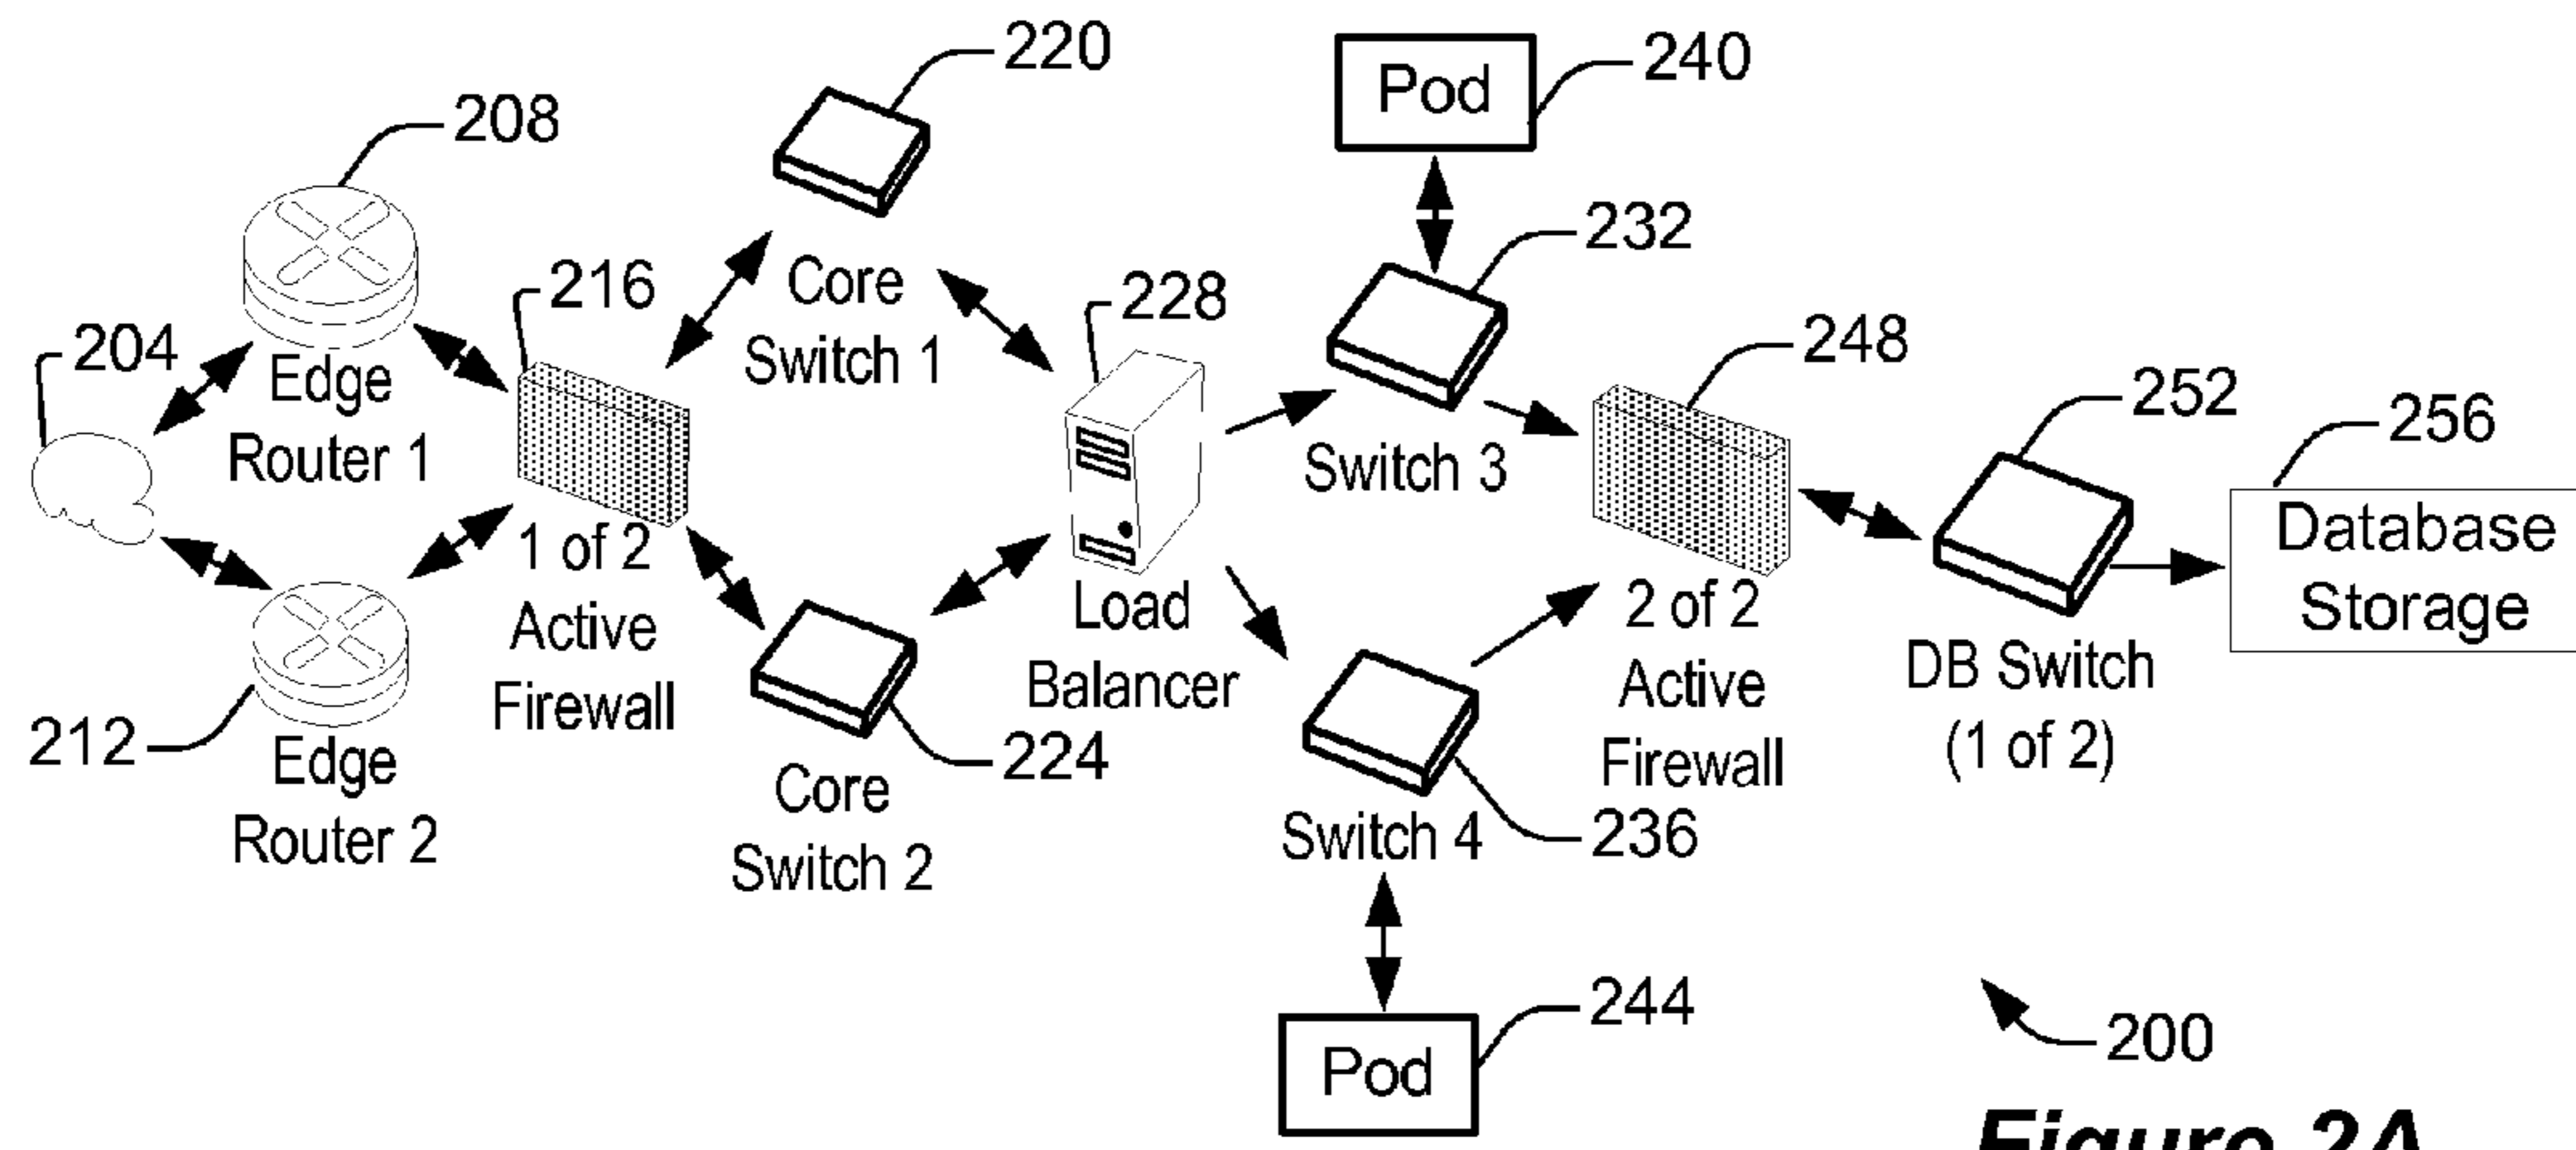 220
Pod
240
208
232
216
Core
Switch 1
228
248
204
Edge
Router 1
252
256
Switch 3
Database
Storage
1 of 2
Active
Firewall
Load
Balancer
2 of 2
Active
Firewall
DB Switch
(1 of 2)
212
Edge
Router 2
224
Core
Switch 2
Switch 4
236
244
Pod
200
Figure 2A